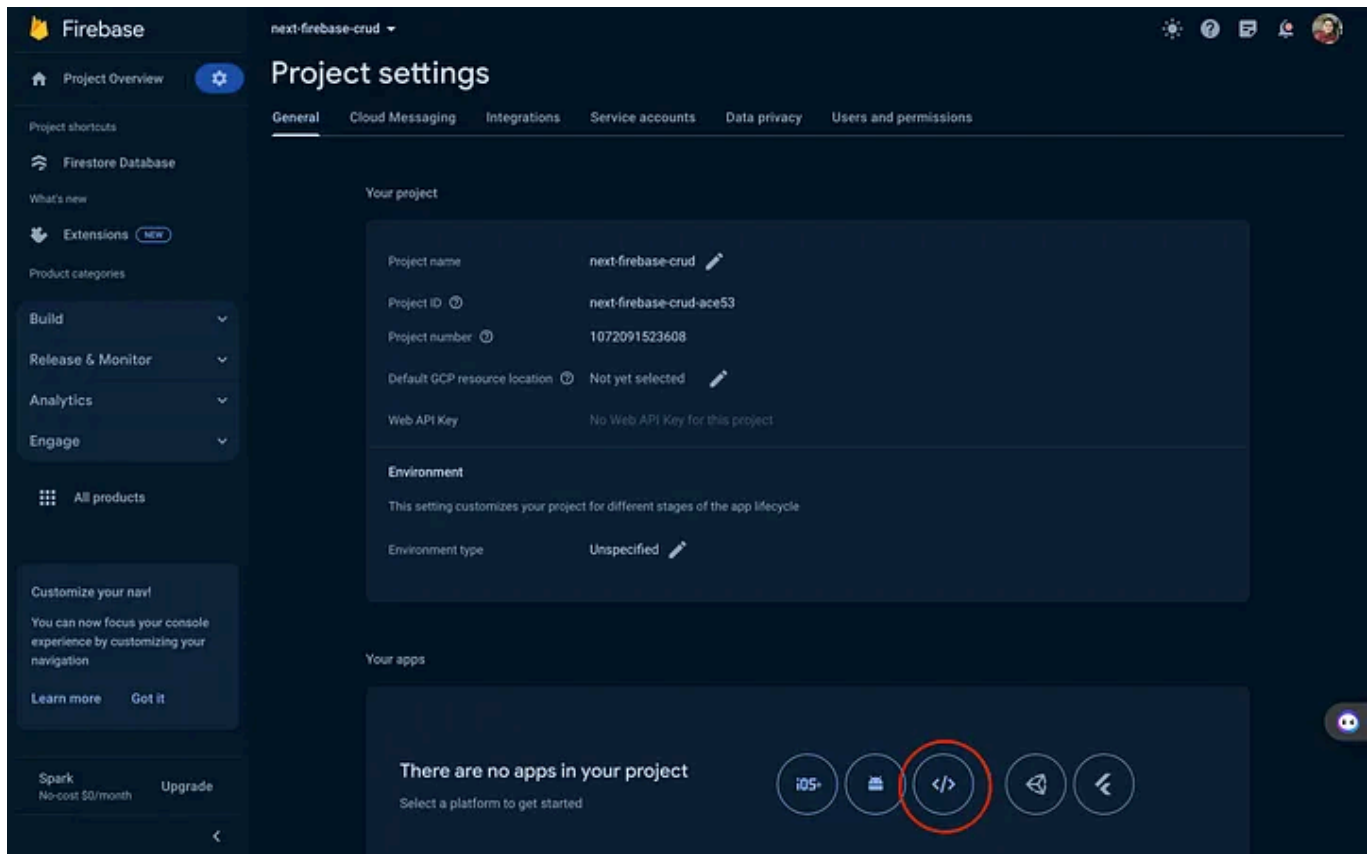 Firebase
next-firebase-crud
Project Overview
Project settings
General Cloud Messaging Integrations Service accounts Data privacy Users and permissions
Project shortcuts
Firestore Database
What's new
Extensions NEW
Product categories
Build
Release & Monitor
Analytics
Engage
All products
Customize your nav!
You can now focus your console
experience by customizing your
navigation
Learn more Got it
Spark
No-cost $0/month
Upgrade
Your project
Project name next-firebase-crud
Project ID next-firebase-crud-ace53
Project number 1072091523608
Default GCP resource location Not yet selected
Web API Key No Web API Key for this project
Environment
This setting customizes your project for different stages of the app lifecycle
Environment type Unspecified
Your apps
There are no apps in your project
Select a platform to get started
iOS+ </>